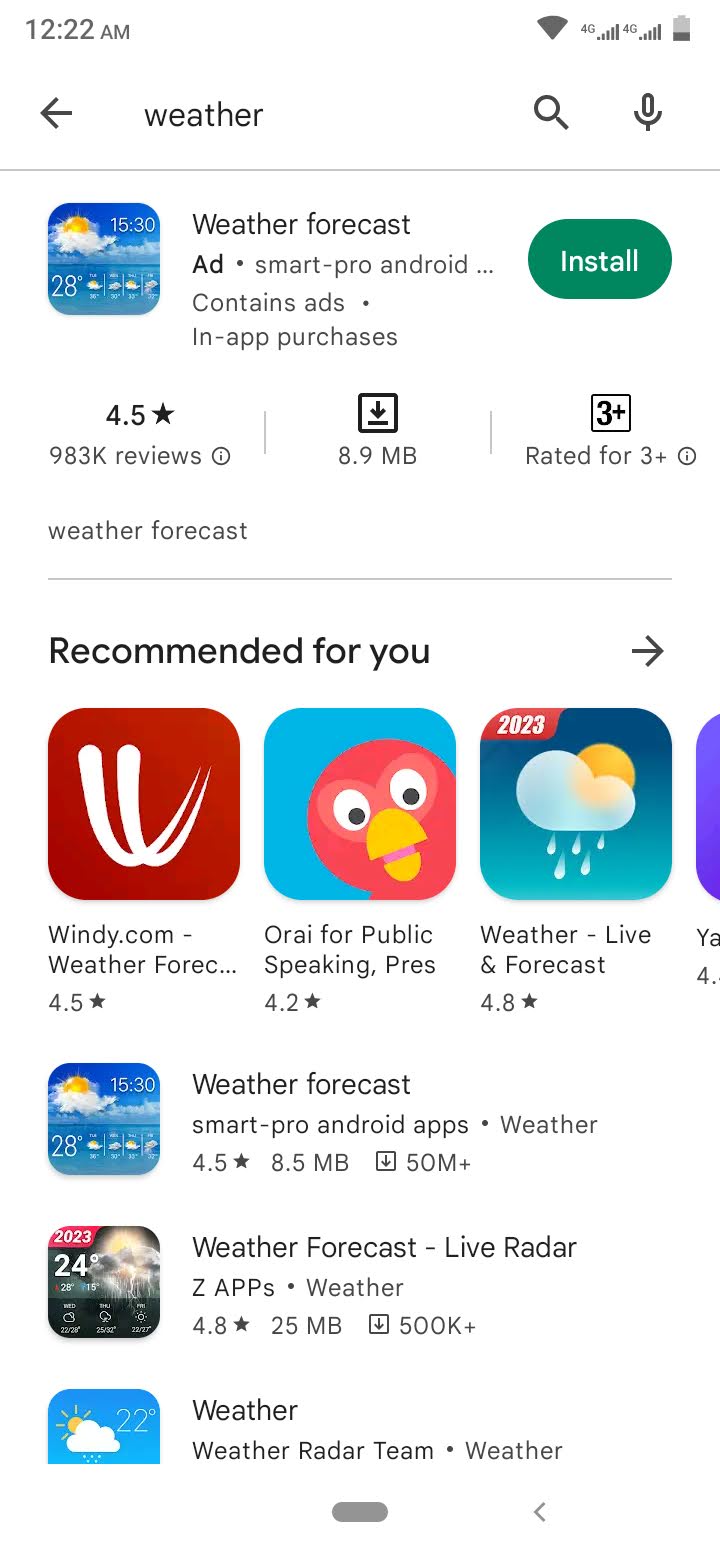 12:22 AM
4G 4G
weather
15:30
28°
Weather forecast
Ad • smart-pro android ...
Contains ads •
In-app purchases
Install
4.5 ★
983K reviews
8.9 MB
3+
Rated for 3+
weather forecast
Recommended for you
2023
Windy.com -
Weather Forec...
4.5 ★
Orai for Public
Speaking, Pres
4.2 ★
Weather - Live
& Forecast
4.8 ★
Ya
4.
15:30
28°
Weather forecast
smart-pro android apps • Weather
4.5 ★ 8.5 MB 50M+
2023
24°
28° 15°
WED THU FRI
22/28° 25/32° 22/27°
Weather Forecast - Live Radar
Z APPs • Weather
4.8 ★ 25 MB 500K+
22°
Weather
Weather Radar Team • Weather